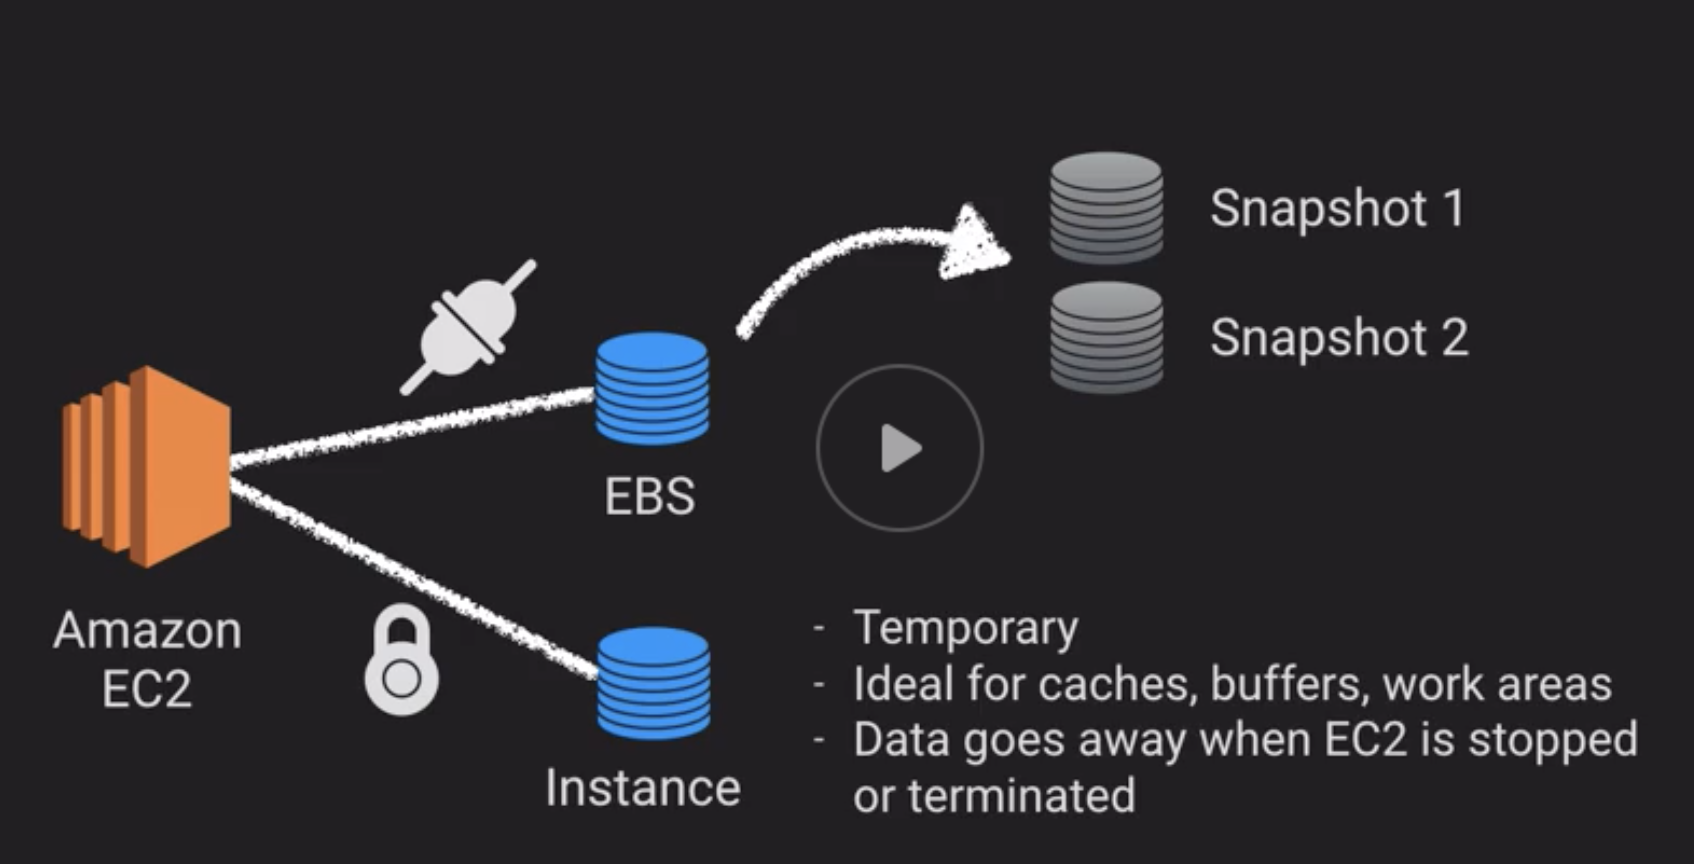 Snapshot 1
Snapshot 2
EBS
Amazon
EC2
Instance
- Temporary
- Ideal for caches, buffers, work areas
- Data goes away when EC2 is stopped
or terminated